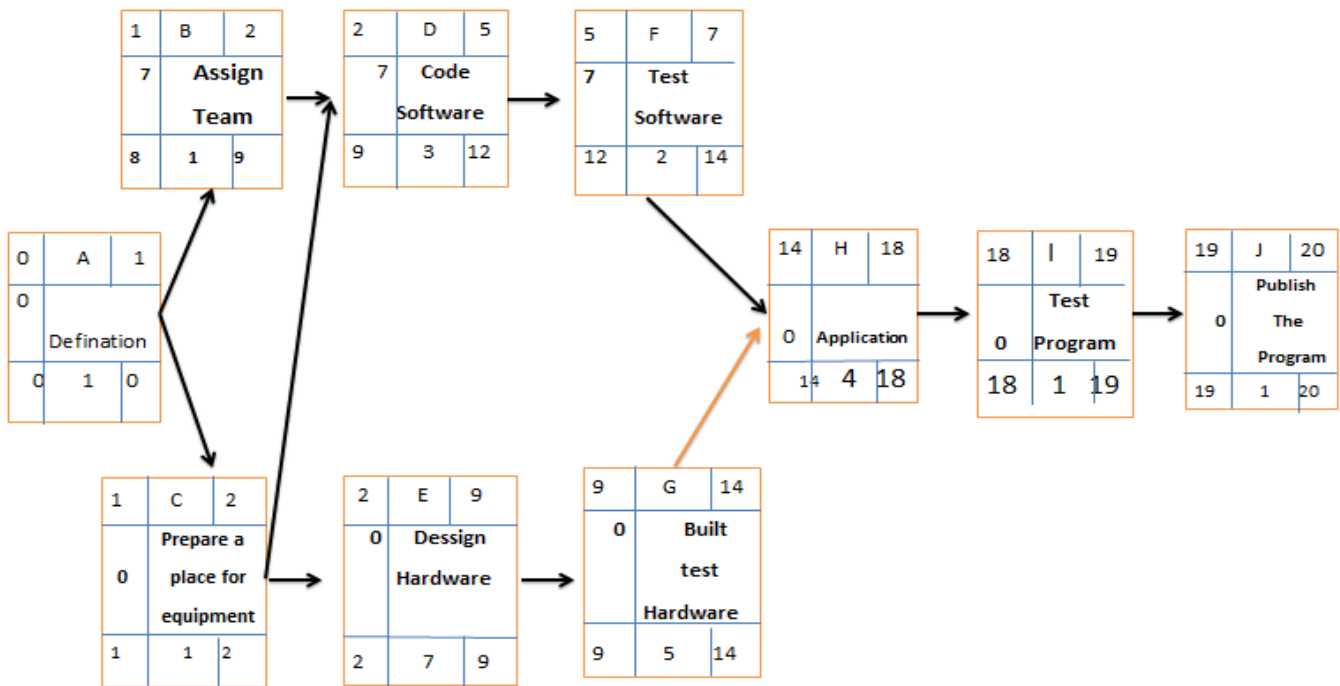 1 B 2
7 Assign
Team
8 1 9
2 D 5
7 Code
Software
9 3 12
5 F 7
7 Test
Software
12 2 14
0 A 1
0
Defination
0 1 0
14 H 18
0 Application
14 4 18
18 I 19
Test
0 Program
18 1 19
19 J 20
Publish
0 The
Program
19 1 20
1 C 2
Prepare a
0 place for
equipment
1 1 2
2 E 9
0 Dessign
Hardware
2 7 9
9 G 14
0 Built
test
Hardware
9 5 14